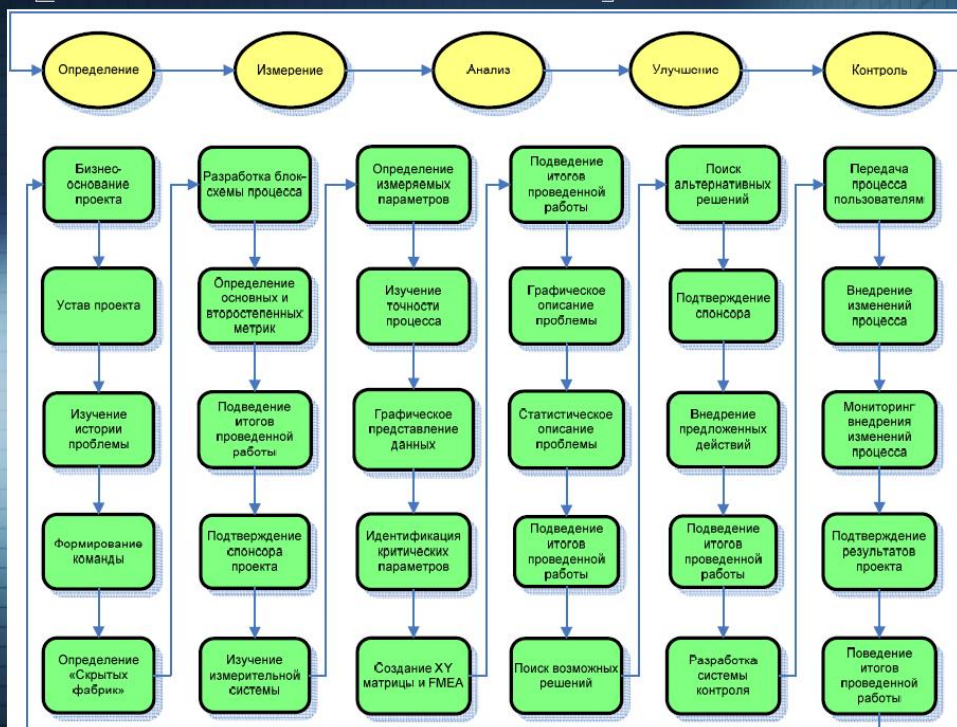 Определение
Измерение
Анализ
Улучшение
Контроль
Бизнес-
основание
проекта
Устав проекта
Изучение
истории
проблемы
Формирование
команды
Определение
«Скрытых
фабрик»
Разработка блок-
схемы процесса
Определение
основных и
второстепенных
метрик
Подведение
итогов
проведенной
работы
Подтверждение
спонсора
проекта
Изучение
измерительной
системы
Определение
измеряемых
параметров
Изучение
точности
процесса
Графическое
представление
данных
Идентификация
критических
параметров
Создание XY
матрицы и FMEA
Подведение
итогов
проведенной
работы
Графическое
описание
проблемы
Статистическое
описание
проблемы
Подведение
итогов
проведенной
работы
Поиск возможных
решений
Поиск
альтернативных
решений
Подтверждение
спонсора
Внедрение
предложенных
действий
Подведение
итогов
проведенной
работы
Разработка
системы
контроля
Передача
процесса
пользователям
Внедрение
изменений
процесса
Мониторинг
внедрения
изменений
процесса
Подтверждение
результатов
проекта
Поведение
итогов
проведенной
работы